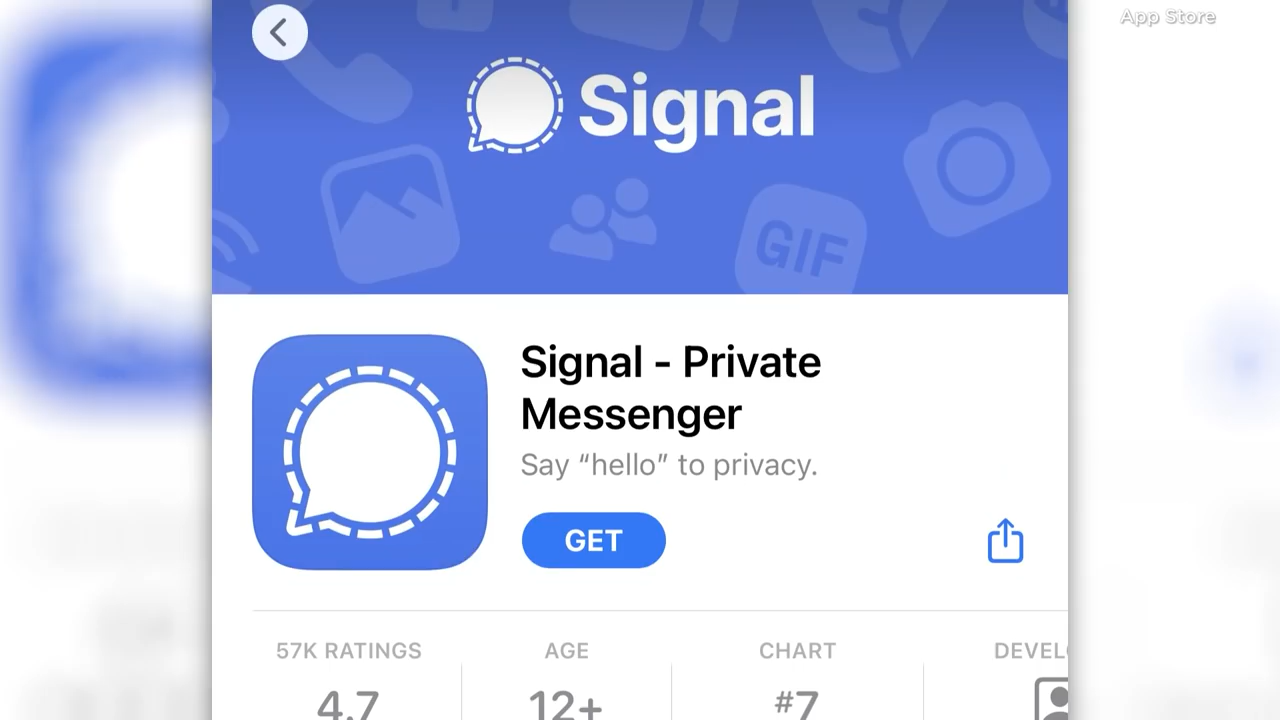 App Store
Signal
GIF
Signal - Private
Messenger
Say “hello” to privacy.
GET
57K RATINGS
AGE
CHART
DEVEL
4.7
12+
#7